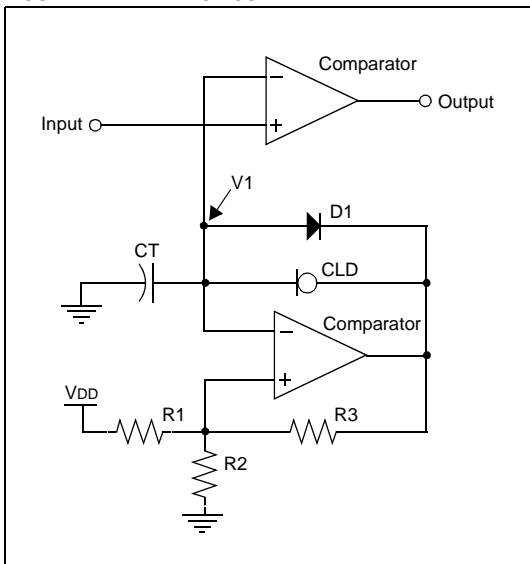 Comparator
Input
Output
V1
D1
CT
CLD
Comparator
VDD
R1
R3
R2